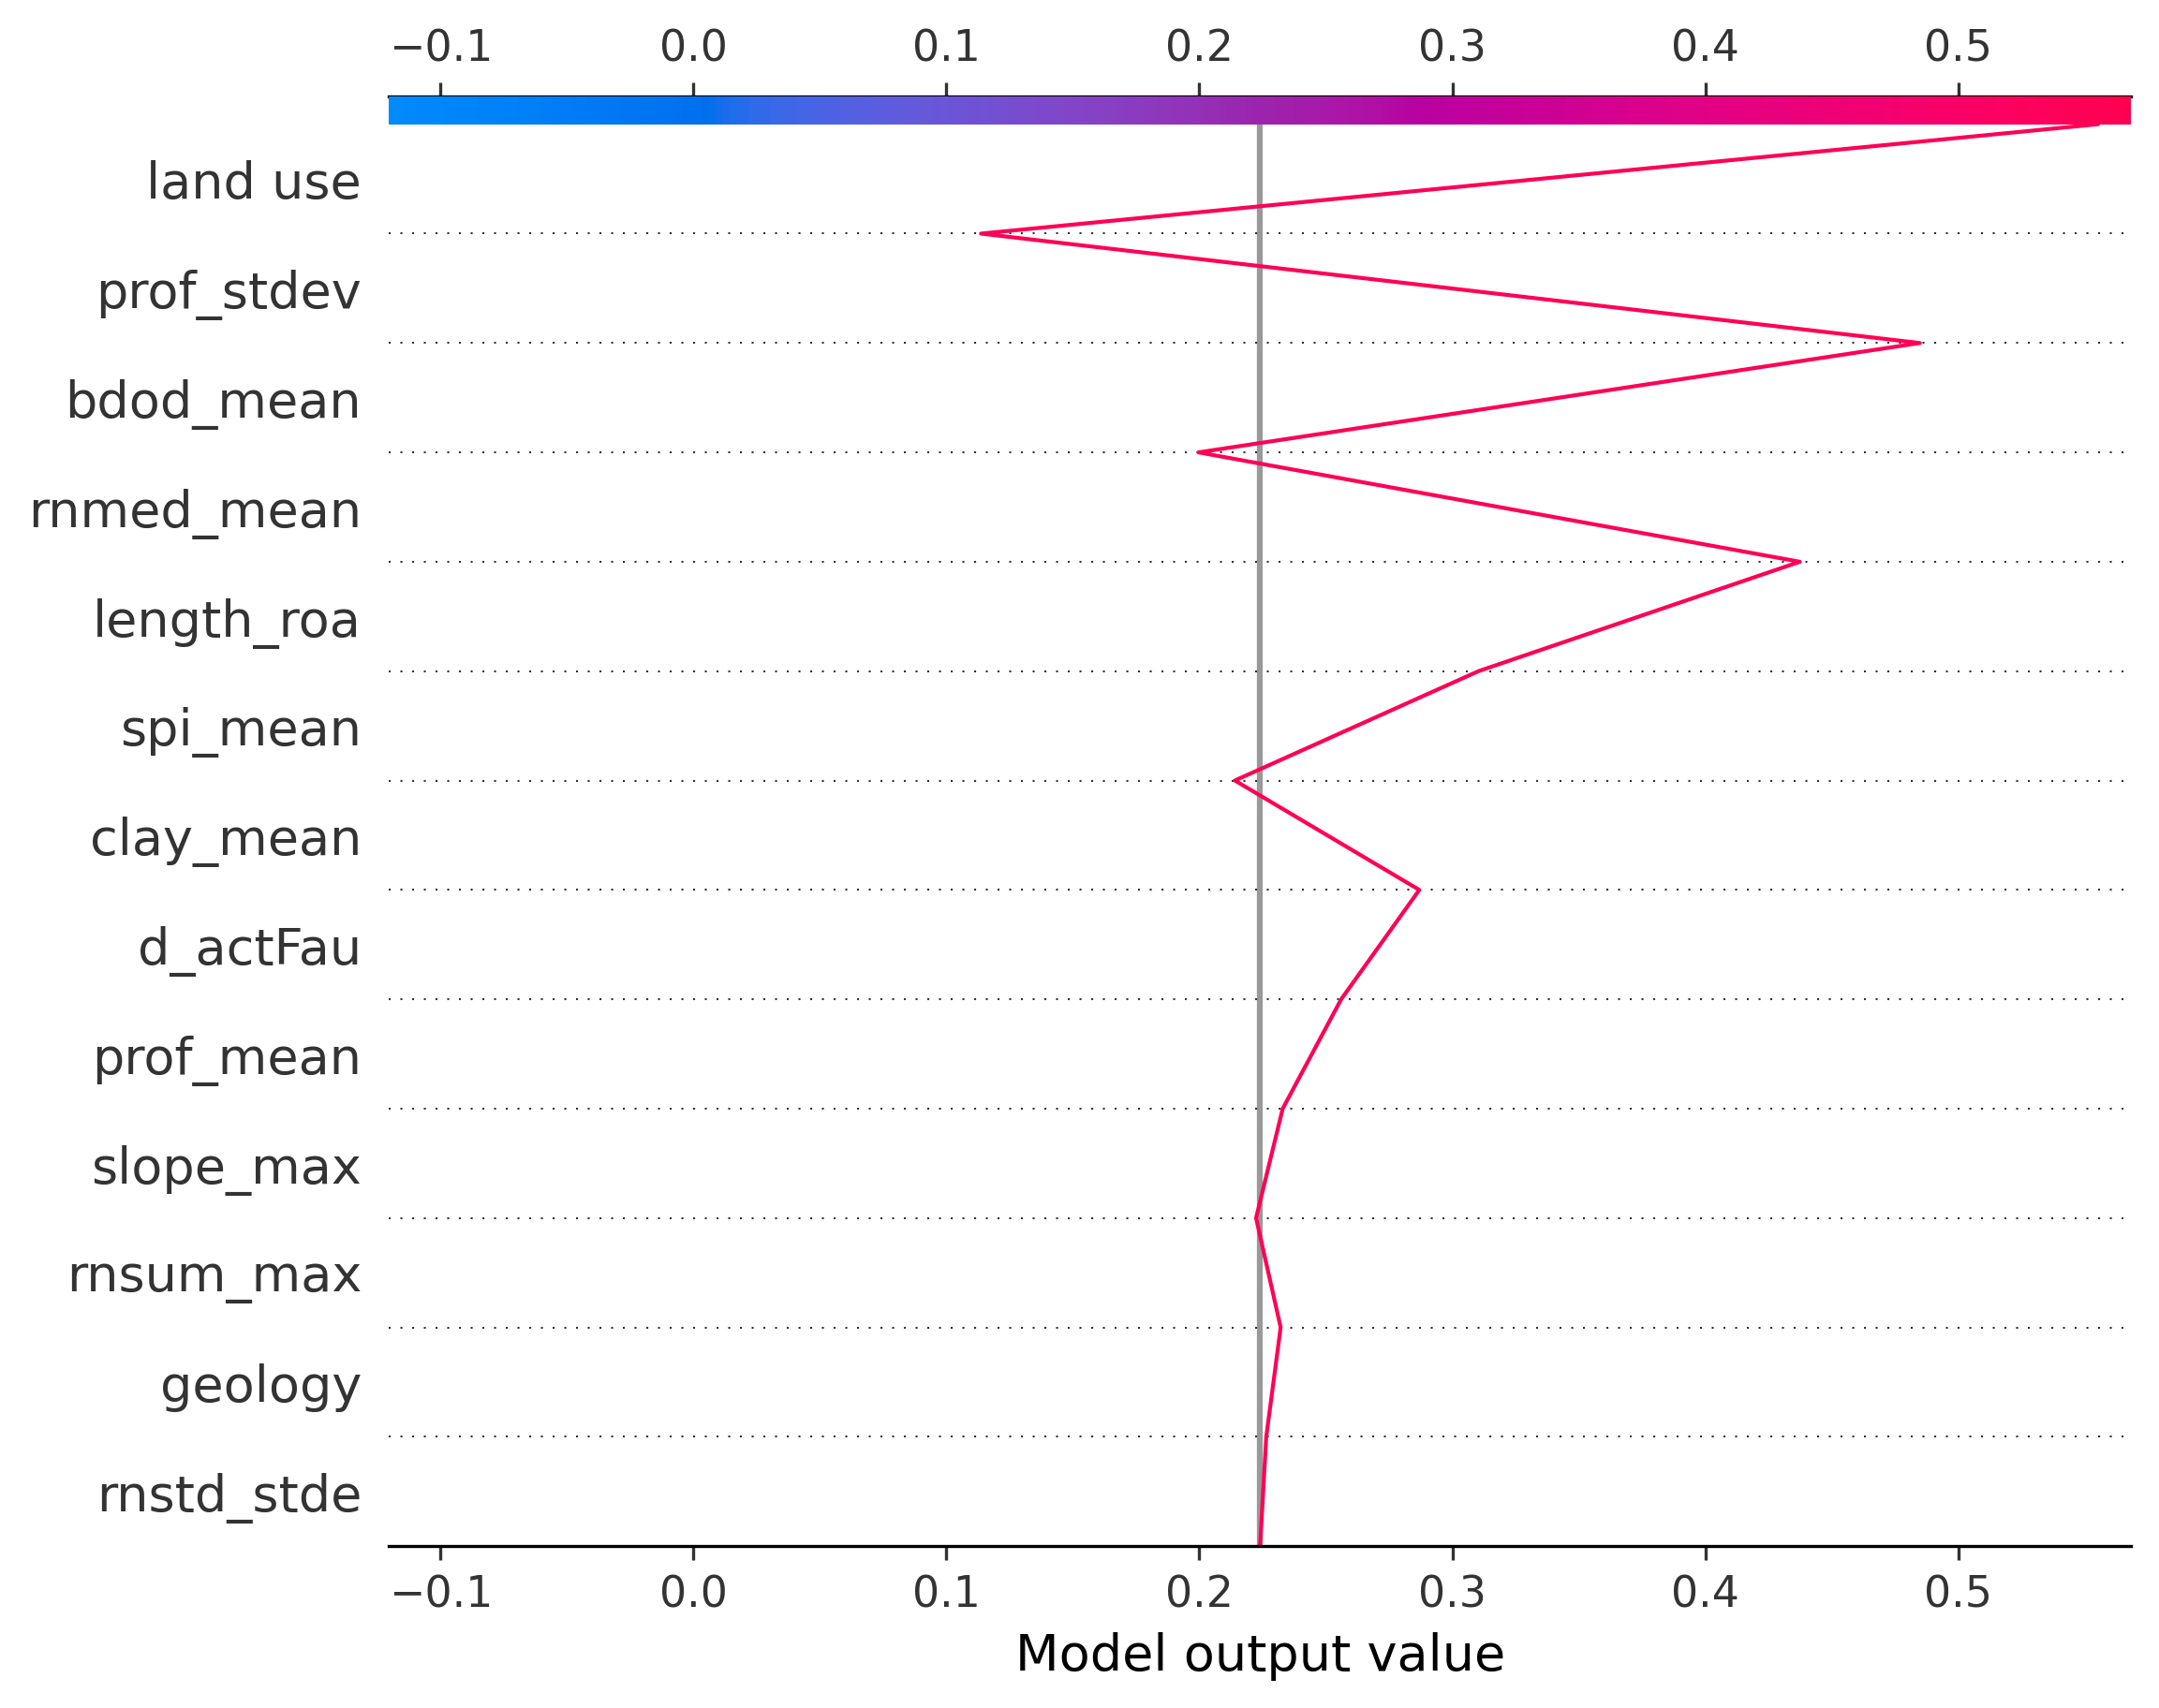 −0.1 0.0 0.1 0.2 0.3 0.4 0.5
land use
prof_stdev
bdod_mean
rnmed_mean
length_roa
spi_mean
clay_mean
d_actFau
prof_mean
slope_max
rnsum_max
geology
rnstd_stde
−0.1 0.0 0.1 0.2 0.3 0.4 0.5
Model output value